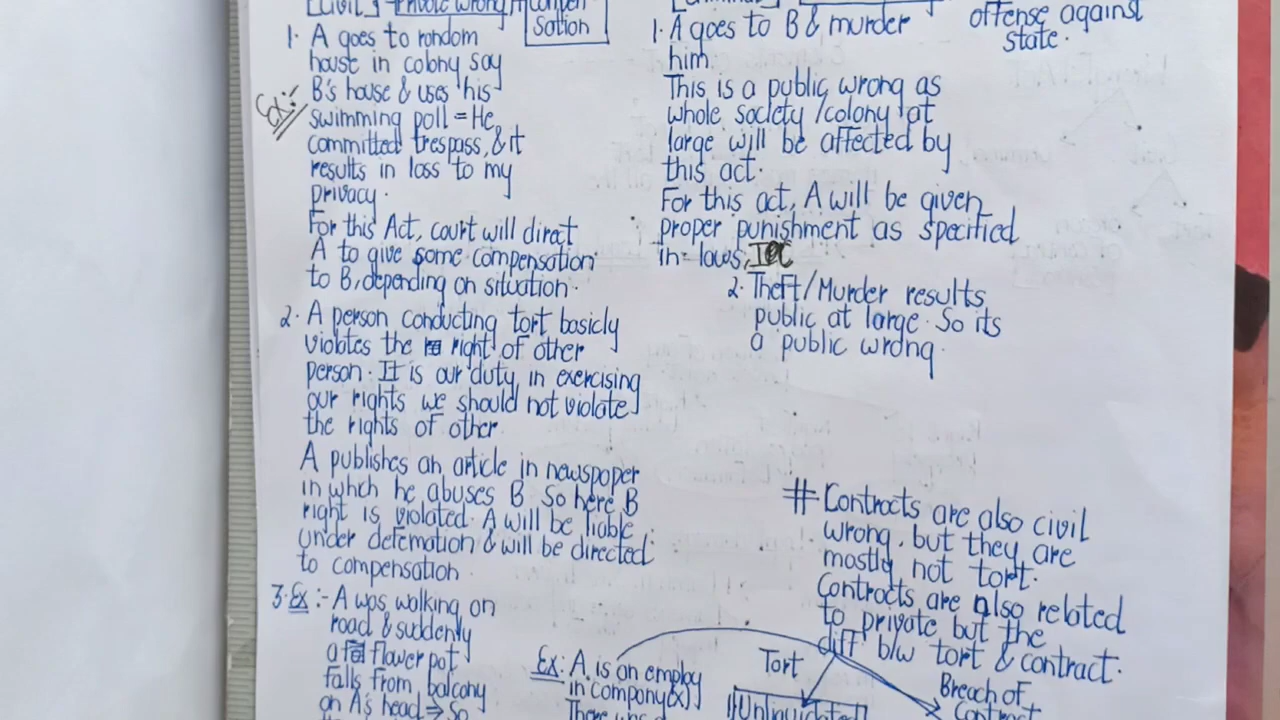 [Civil] Private wrong
sation
1. A goes to rondom
house in colony say
Ex:- B's house & uses his
swimming poll = He
committed trespass, & it
results in loss to my
privacy.
For this Act, court will direct
A to give some compensation
to B, depending on situation.
2. A person conducting tort basicly
violates the right of other
person. It is our duty in exercising
our rights we should not violate
the rights of other
A publishes an article in newspaper
in which he abuses B. So here B
right is violated. A will be liable
under defemation & will be directed
to compensation.
3. Ex :- A was walking on
road & suddenly
a flower pot
falls from balcony
on A's head → So
offense against
state.
1. A goes to B & murder
him.
This is a public wrong as
whole society /colony at
large will be affected by
this act.
For this act, A will be given
proper punishment as specified
in laws,
2. Theft/Murder results
public at large. So its
a public wrong.
# Contracts are also civil
wrong. but they are
mostly not tort.
Contracts are also related
to private but the
diff b/w tort & contract.
Tort
Unliquidated
Breach of
Contract
Ex: A is an employ
in company(x)
There was a